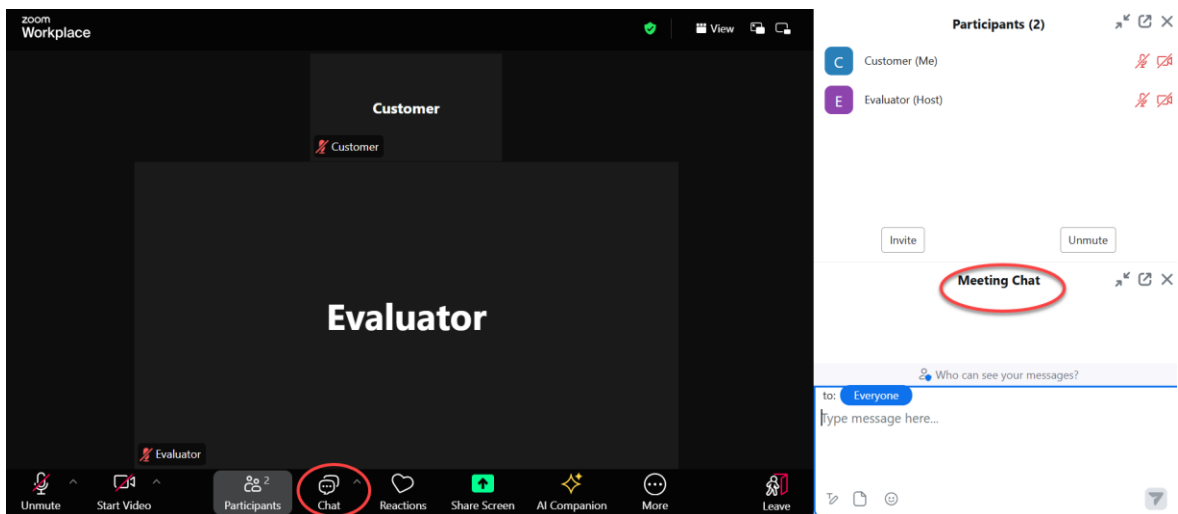 zoom
Workplace
View
Customer
Customer
Evaluator
Evaluator
Unmute
Start Video
Participants
2
Chat
Reactions
Share Screen
AI Companion
More
Leave
Participants (2)
C
Customer (Me)
E
Evaluator (Host)
Invite
Unmute
Meeting Chat
Who can see your messages?
to: Everyone
Type message here...